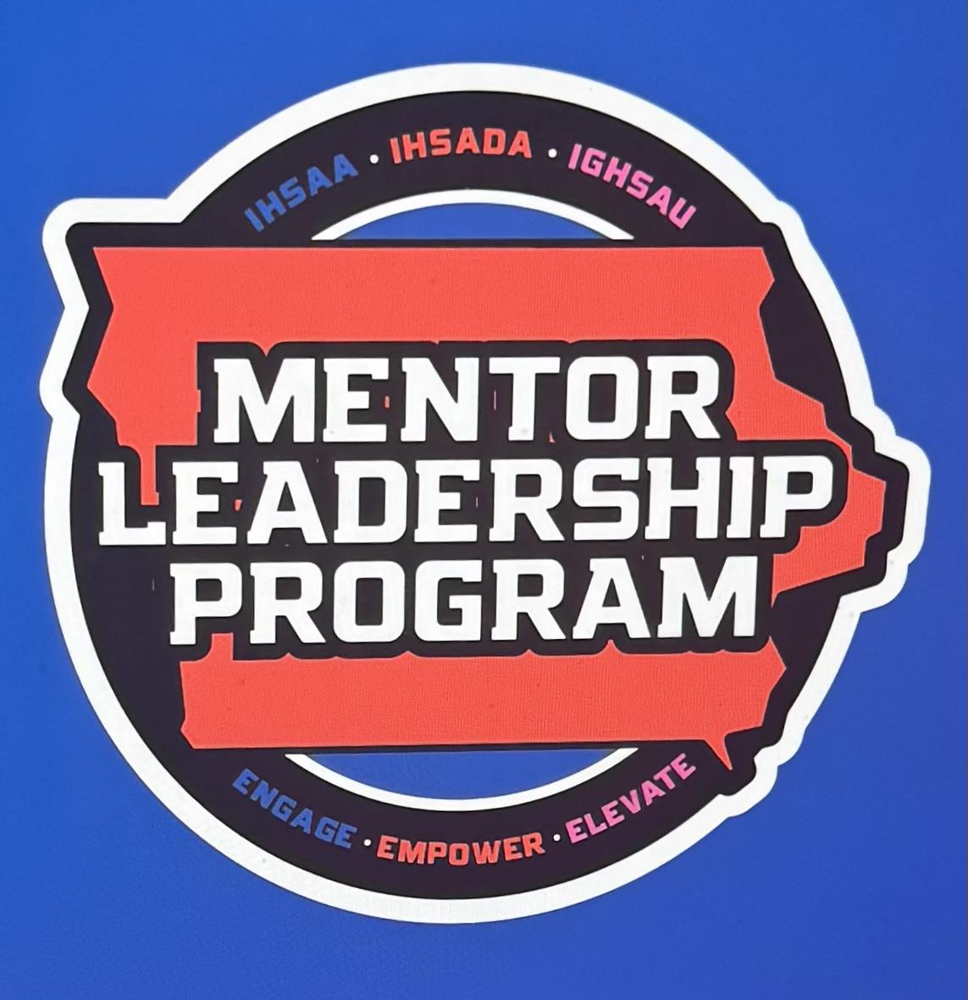 IHSAA · IHSADA · IGHSAU
MENTOR
LEADERSHIP
PROGRAM
ENGAGE · EMPOWER · ELEVATE